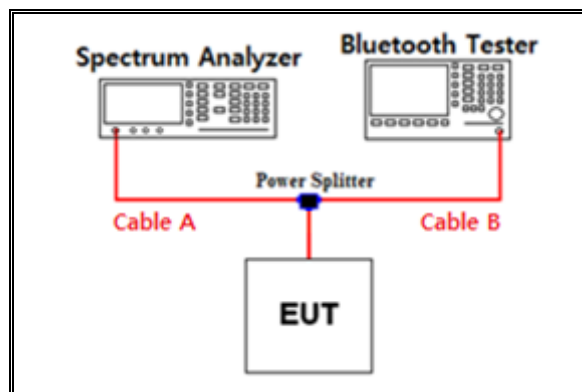 Spectrum Analyzer
Bluetooth Tester
Power Splitter
Cable A
Cable B
EUT